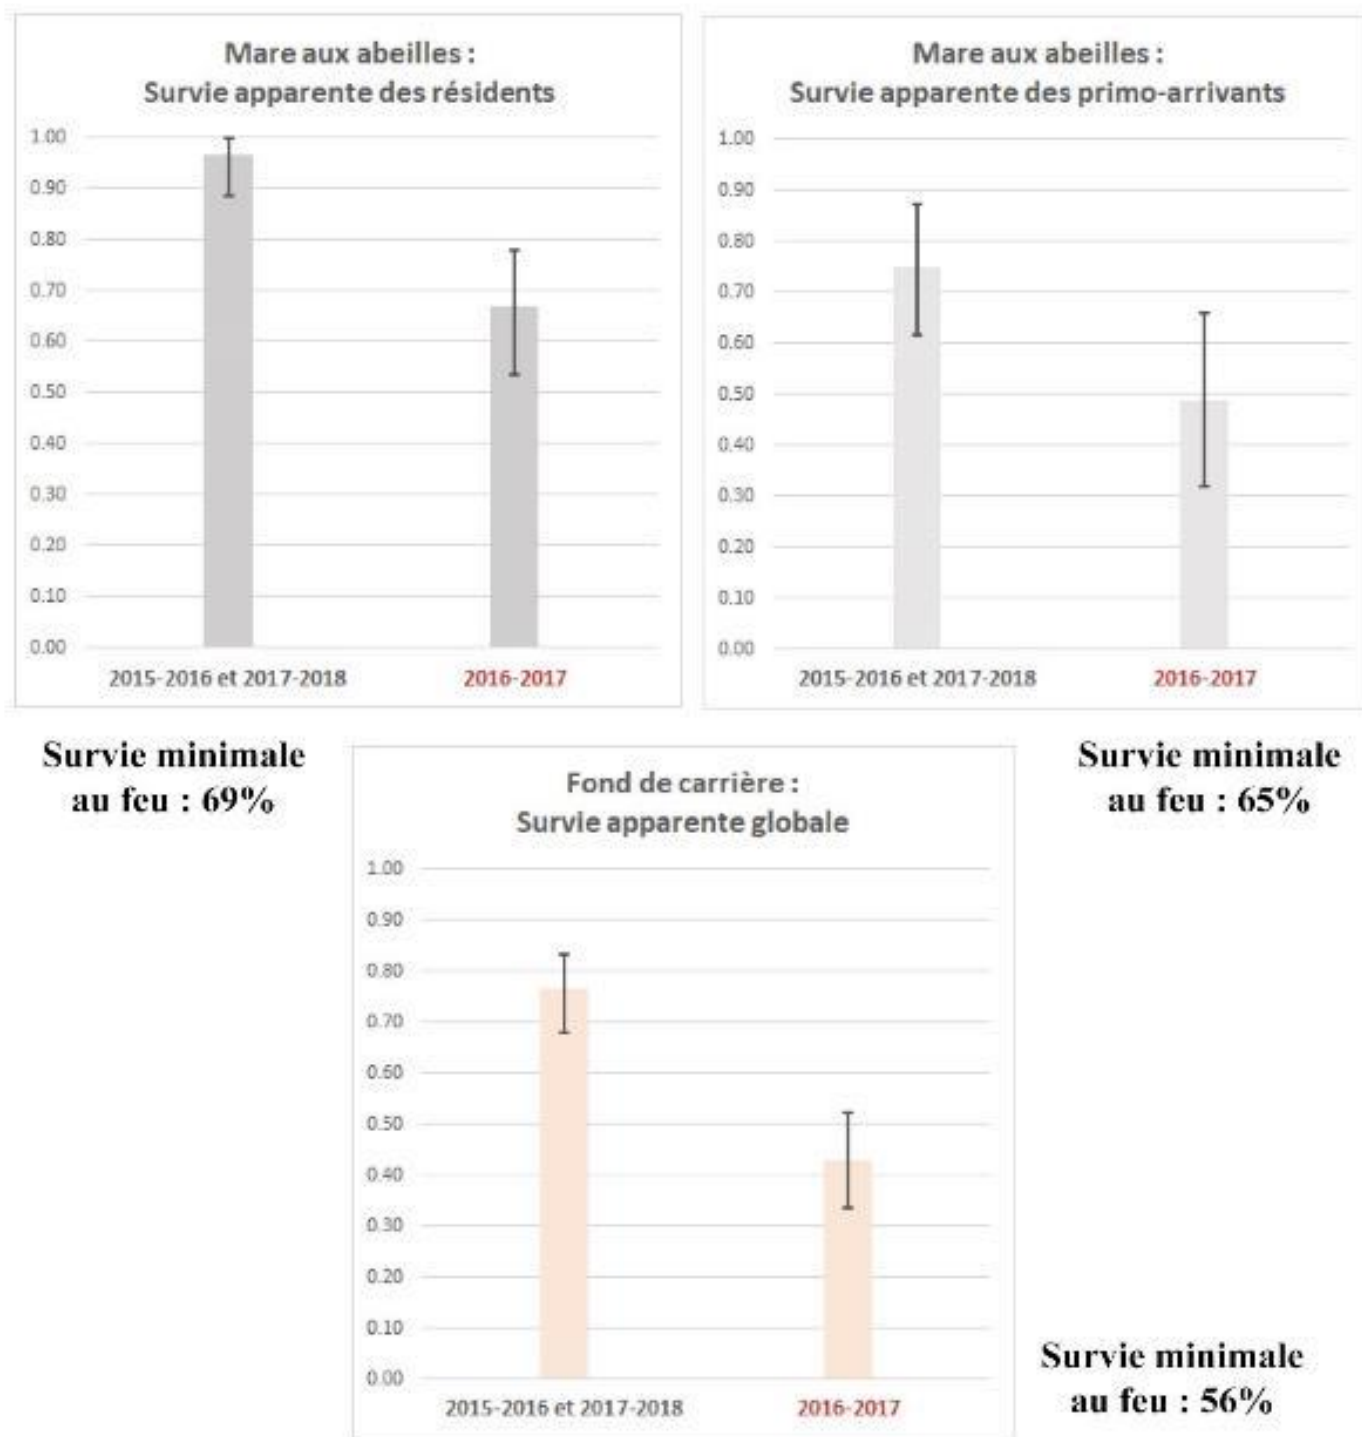 Mare aux abeilles :
Survie apparente des résidents
1.00
0.90
0.80
0.70
0.60
0.50
0.40
0.30
0.20
0.10
0.00
2015-2016 et 2017-2018
2016-2017
Mare aux abeilles :
Survie apparente des primo-arrivants
1.00
0.90
0.80
0.70
0.60
0.50
0.40
0.30
0.20
0.10
0.00
2015-2016 et 2017-2018
2016-2017
Survie minimale
au feu : 69%
Survie minimale
au feu : 65%
Fond de carrière :
Survie apparente globale
1.00
0.90
0.80
0.70
0.60
0.50
0.40
0.30
0.20
0.10
0.00
2015-2016 et 2017-2018
2016-2017
Survie minimale
au feu : 56%